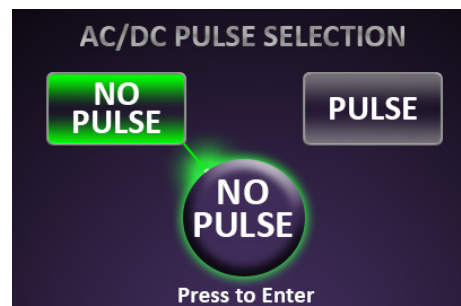 AC/DC PULSE SELECTION
NO
PULSE
PULSE
NO
PULSE
Press to Enter